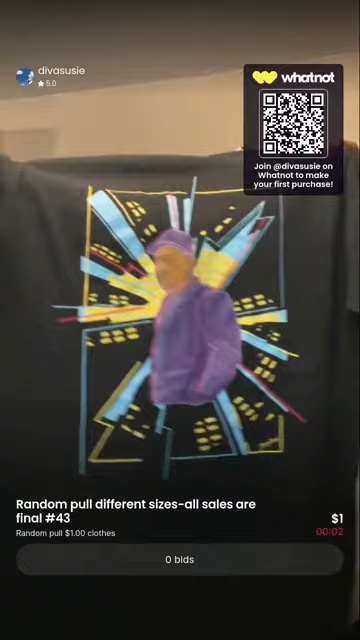 divasusie
★ 5.0
whatnot
Join @divasusie on
Whatnot to make
your first purchase!
Random pull different sizes-all sales are
final #43
$1
Random pull $1.00 clothes
00:02
0 bids